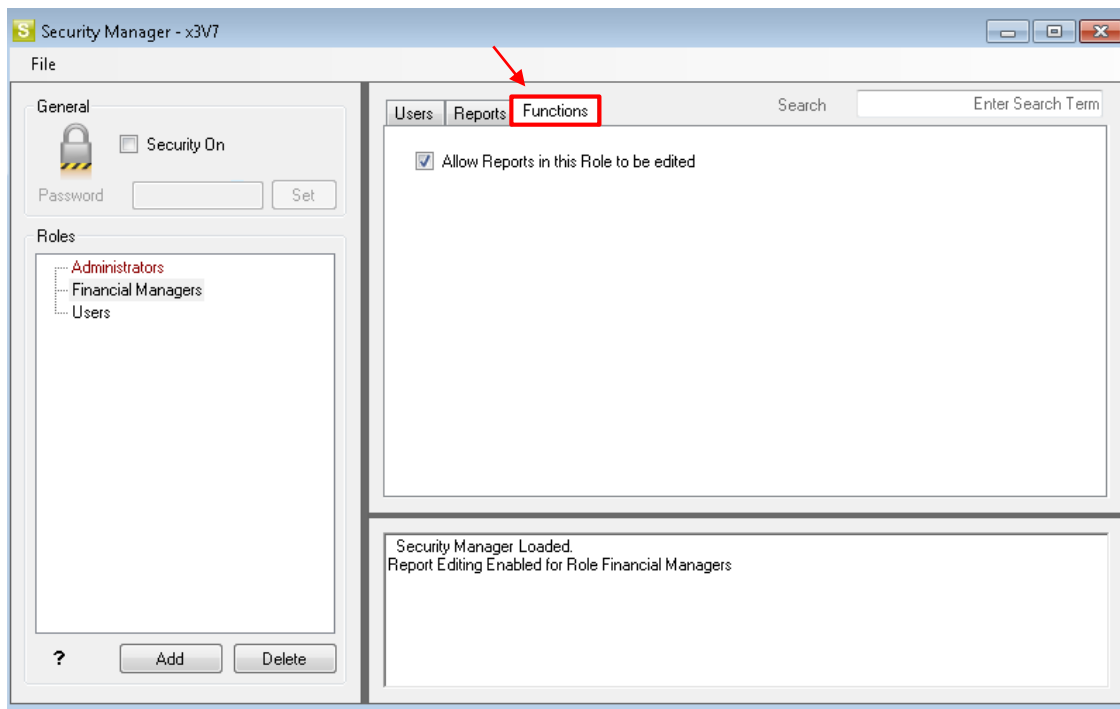 S Security Manager - x3V7
File
General
Security On
Password
Set
Roles
Administrators
Financial Managers
Users
?
Add
Delete
Users
Reports
Functions
Search
Enter Search Term
Allow Reports in this Role to be edited
Security Manager Loaded.
Report Editing Enabled for Role Financial Managers